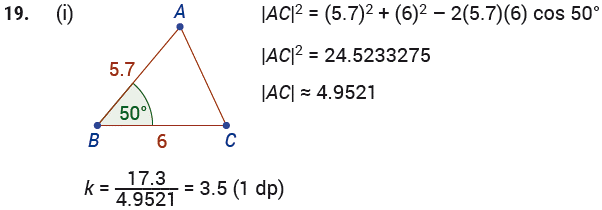 19. (i) |AC|² = (5.7)² + (6)² − 2(5.7)(6) cos 50°
|AC|² = 24.5233275
|AC| ≈ 4.9521
A
5.7
50°
B 6 C
k = 17.3/4.9521 = 3.5 (1 dp)